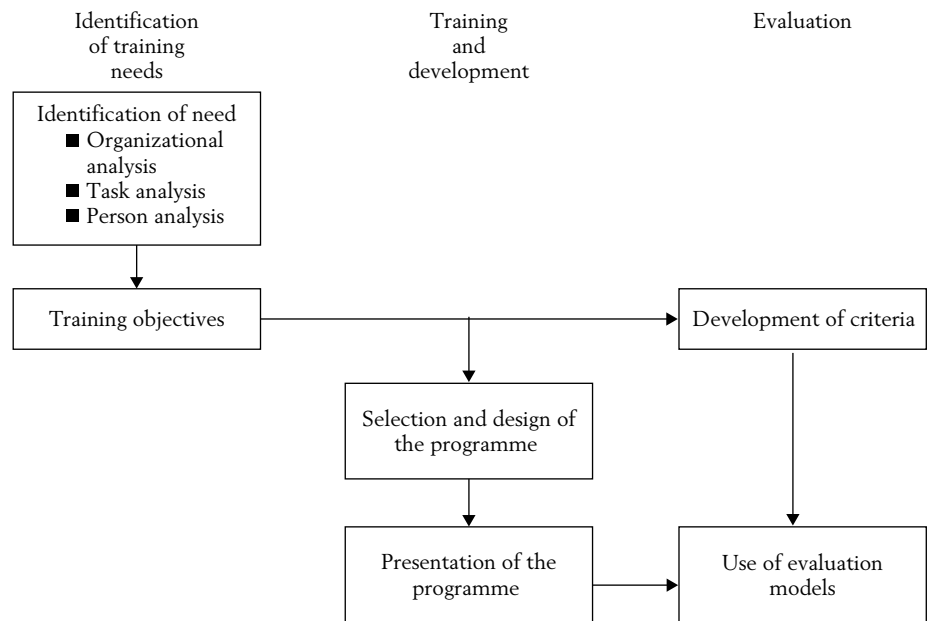 Identification
of training
needs
Training
and
development
Evaluation
Identification of need
■ Organizational
analysis
■ Task analysis
■ Person analysis
Training objectives
Development of criteria
Selection and design of
the programme
Presentation of the
programme
Use of evaluation
models